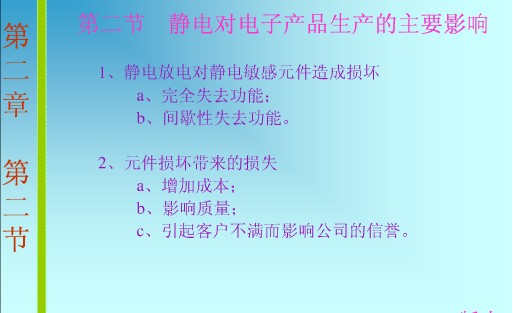 第二章 第二节
第二节　静电对电子产品生产的主要影响
1、静电放电对静电敏感元件造成损坏
a、完全失去功能；
b、间歇性失去功能。
2、元件损坏带来的损失
a、增加成本；
b、影响质量；
c、引起客户不满而影响公司的信誉。